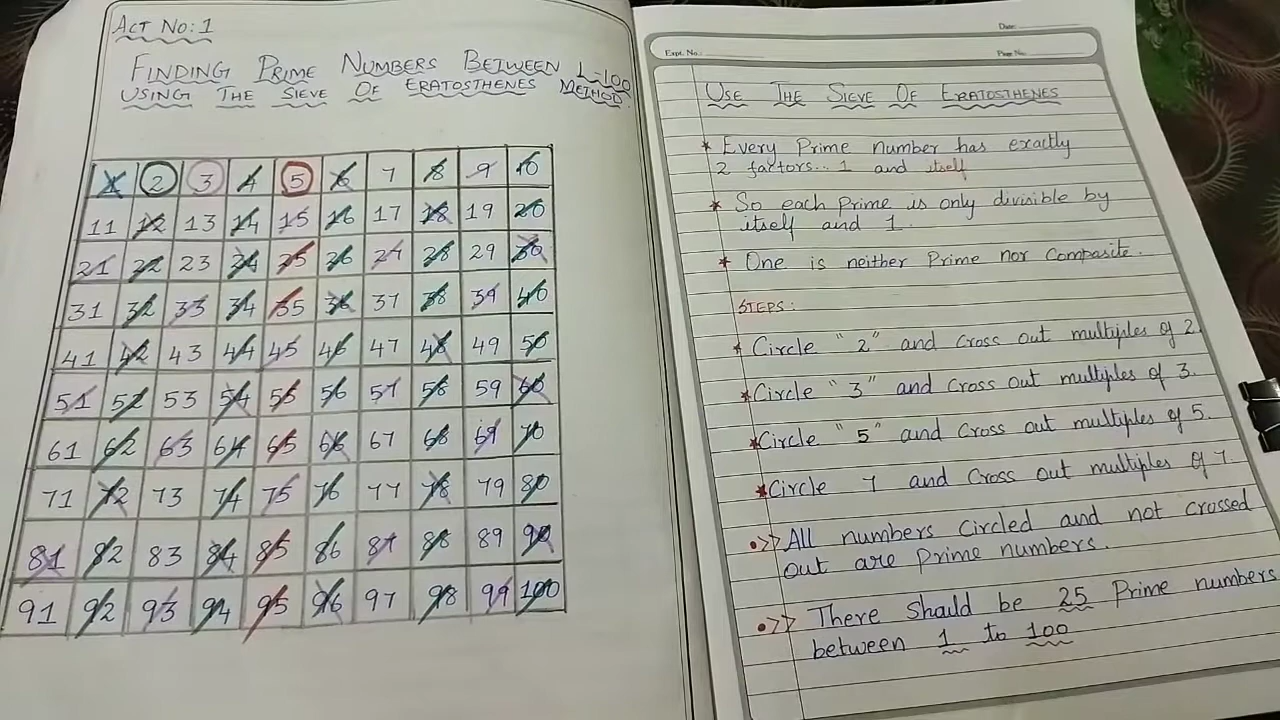 ACT NO: 1
FINDING PRIME NUMBERS BETWEEN 1-100
USING THE SIEVE OF ERATOSTHENES METHOD.
1 2 3 4 5 6 7 8 9 10
11 12 13 14 15 16 17 18 19 20
21 22 23 24 25 26 27 28 29 30
31 32 33 34 35 36 37 38 39 40
41 42 43 44 45 46 47 48 49 50
51 52 53 54 55 56 57 58 59 60
61 62 63 64 65 66 67 68 69 70
71 72 73 74 75 76 77 78 79 80
81 82 83 84 85 86 87 88 89 90
91 92 93 94 95 96 97 98 99 100
Date:
Expt. No.: Page No.
USE THE SIEVE OF ERATOSTHENES
* Every Prime number has exactly
2 factors... 1 and itself
* So each Prime is only divisible by
itself and 1.
* One is neither Prime nor Composite.
STEPS:
* Circle "2" and Cross out multiples of 2.
* Circle "3" and Cross out multiples of 3.
* Circle "5" and Cross out multiples of 5.
* Circle 7 and Cross out multiples of 7
•>> All numbers Circled and not crossed
out are Prime numbers.
•>> There should be 25 Prime numbers
between 1 to 100